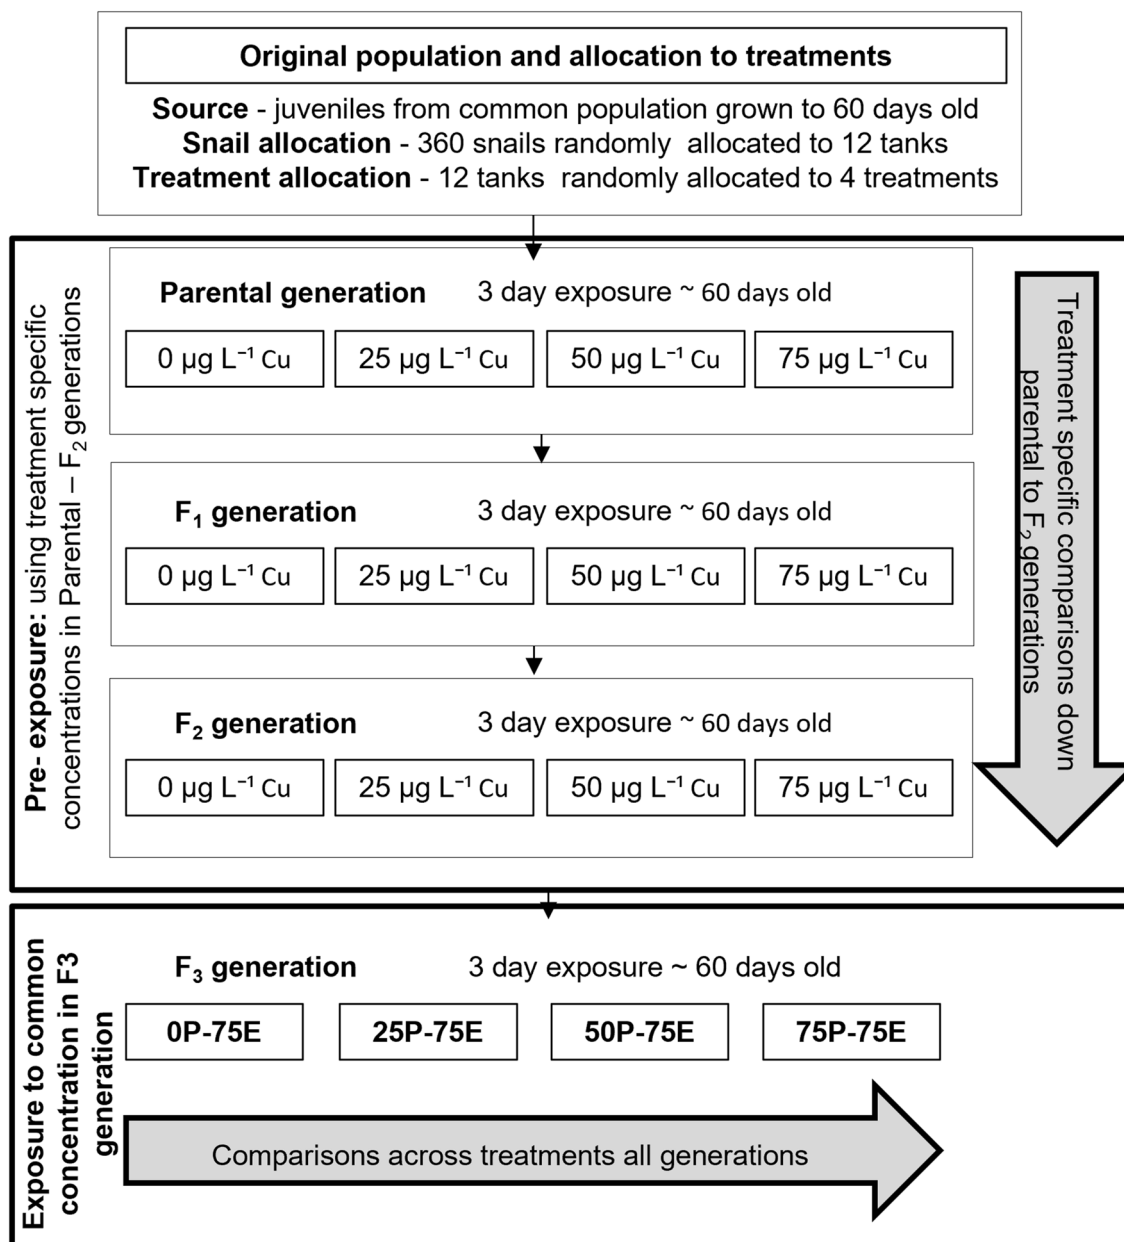 Original population and allocation to treatments
Source - juveniles from common population grown to 60 days old
Snail allocation - 360 snails randomly allocated to 12 tanks
Treatment allocation - 12 tanks randomly allocated to 4 treatments
Pre- exposure: using treatment specific
concentrations in Parental – F₂ generations
Parental generation 3 day exposure ~ 60 days old
0 µg L⁻¹ Cu 25 µg L⁻¹ Cu 50 µg L⁻¹ Cu 75 µg L⁻¹ Cu
F₁ generation 3 day exposure ~ 60 days old
0 µg L⁻¹ Cu 25 µg L⁻¹ Cu 50 µg L⁻¹ Cu 75 µg L⁻¹ Cu
F₂ generation 3 day exposure ~ 60 days old
0 µg L⁻¹ Cu 25 µg L⁻¹ Cu 50 µg L⁻¹ Cu 75 µg L⁻¹ Cu
Treatment specific comparisons down
parental to F₂ generations
Exposure to common
concentration in F3
generation
F₃ generation 3 day exposure ~ 60 days old
0P-75E 25P-75E 50P-75E 75P-75E
Comparisons across treatments all generations